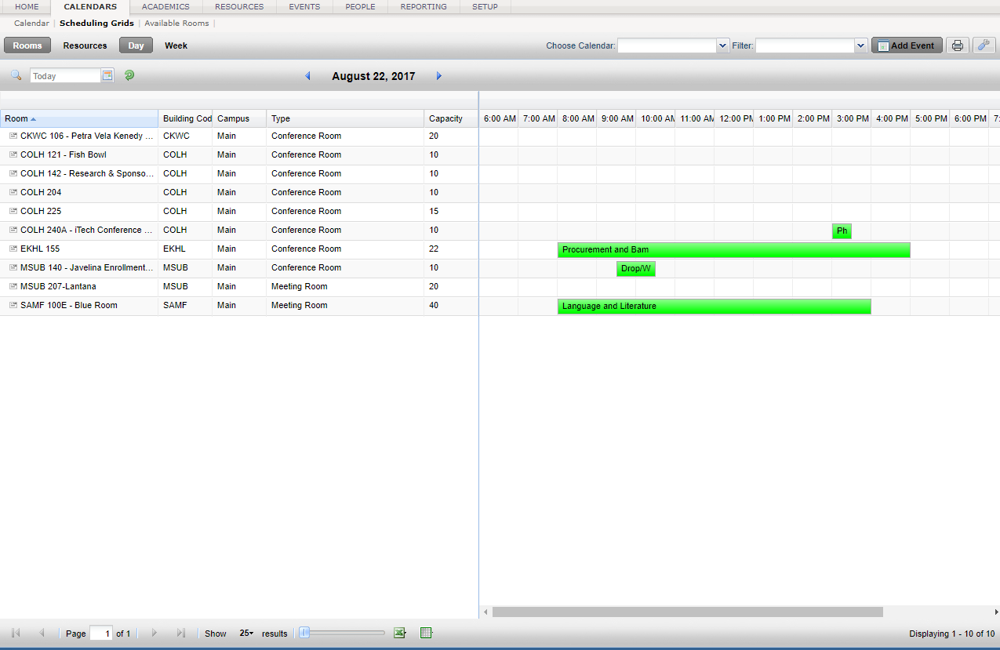 HOME CALENDARS ACADEMICS RESOURCES EVENTS PEOPLE REPORTING SETUP
Calendar | Scheduling Grids | Available Rooms |
Rooms Resources Day Week Choose Calendar: Filter: Add Event
Today August 22, 2017
Room Building Cod Campus Type Capacity 6:00 AM 7:00 AM 8:00 AM 9:00 AM 10:00 AM 11:00 AM 12:00 PM 1:00 PM 2:00 PM 3:00 PM 4:00 PM 5:00 PM 6:00 PM 7:
CKWC 106 - Petra Vela Kenedy ... CKWC Main Conference Room 20
COLH 121 - Fish Bowl COLH Main Conference Room 10
COLH 142 - Research & Sponso... COLH Main Conference Room 10
COLH 204 COLH Main Conference Room 10
COLH 225 COLH Main Conference Room 15
COLH 240A - iTech Conference ... COLH Main Conference Room 10 Ph
EKHL 155 EKHL Main Conference Room 22 Procurement and Bam
MSUB 140 - Javelina Enrollment... MSUB Main Conference Room 10 Drop/W
MSUB 207-Lantana MSUB Main Meeting Room 20
SAMF 100E - Blue Room SAMF Main Meeting Room 40 Language and Literature
Page 1 of 1 Show 25 results Displaying 1 - 10 of 10